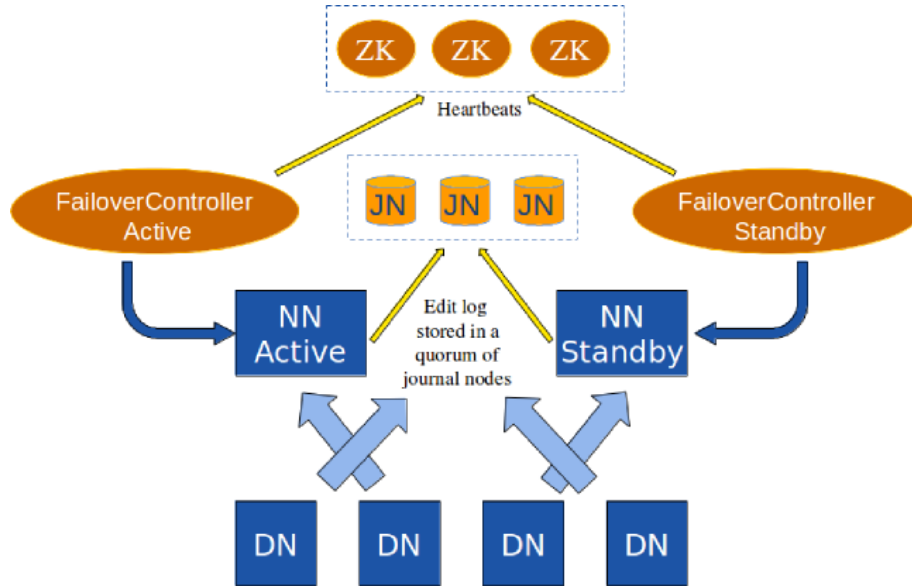 ZK ZK ZK
Heartbeats
FailoverController
Active
JN JN JN
FailoverController
Standby
NN
Active
Edit log
stored in a
quorum of
journal nodes
NN
Standby
DN DN DN DN